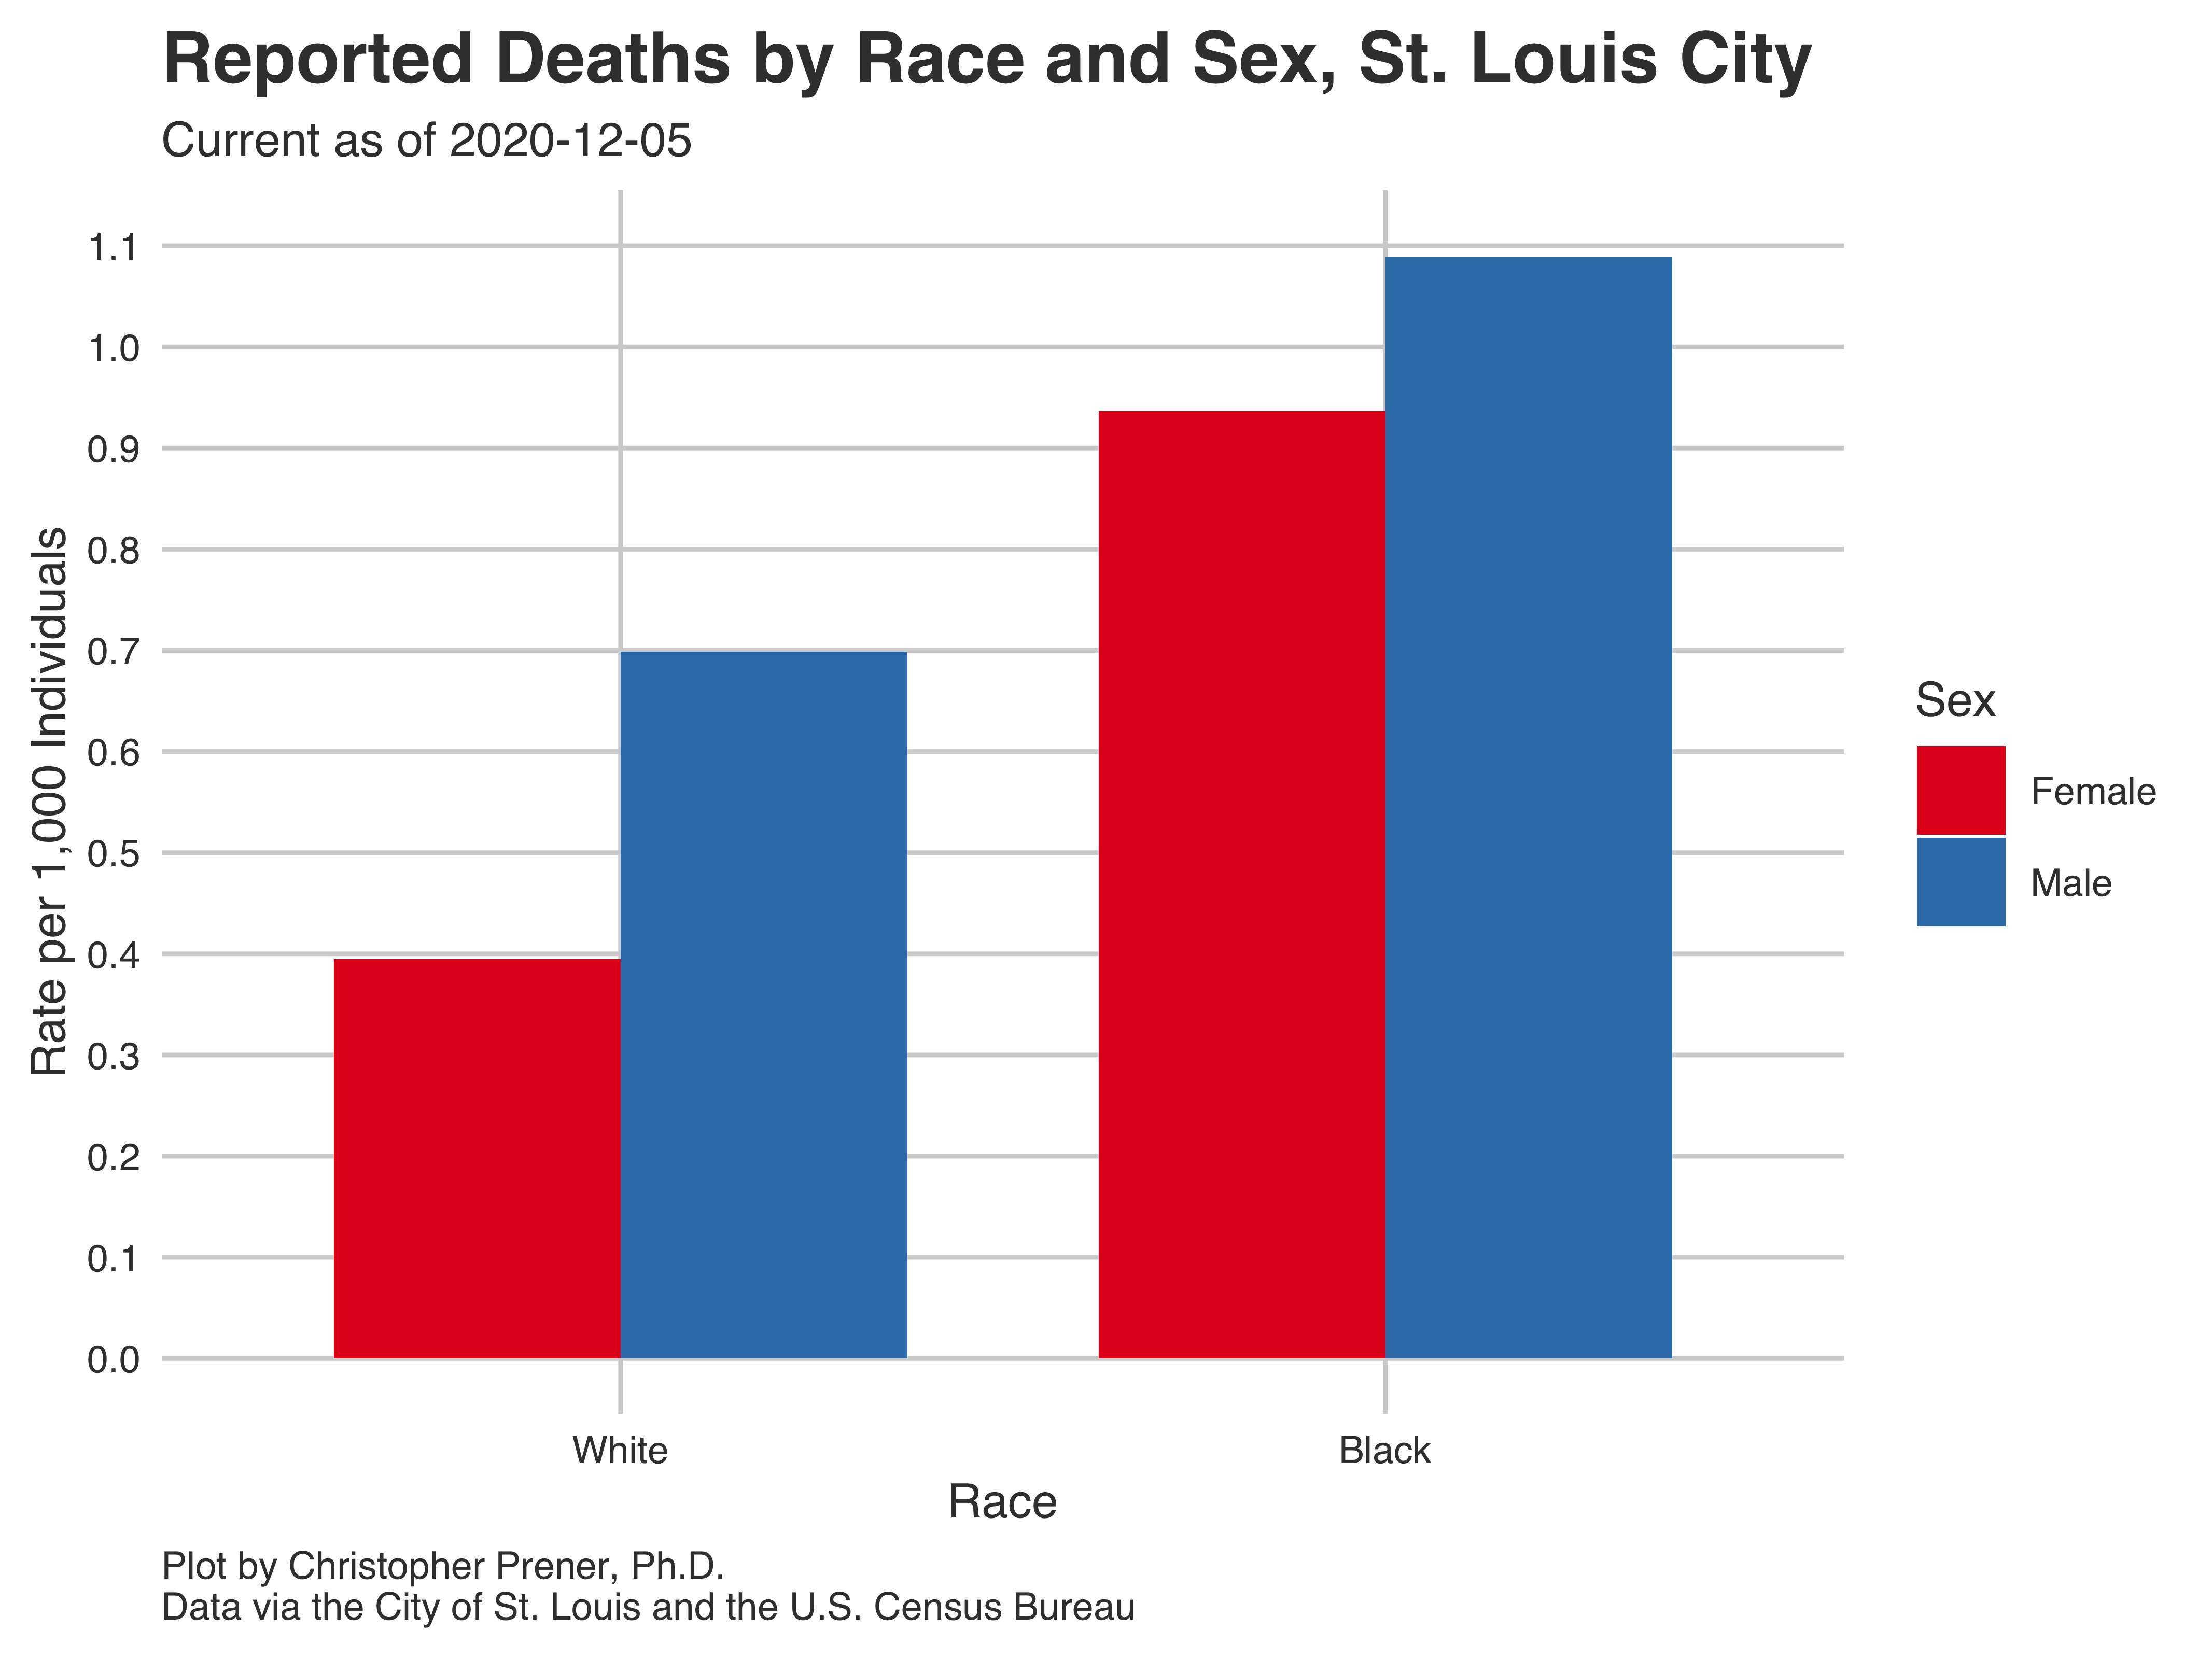 Reported Deaths by Race and Sex, St. Louis City
Current as of 2020-12-05
Rate per 1,000 Individuals
1.1
1.0
0.9
0.8
0.7
0.6
0.5
0.4
0.3
0.2
0.1
0.0
White
Black
Race
Sex
Female
Male
Plot by Christopher Prener, Ph.D.
Data via the City of St. Louis and the U.S. Census Bureau